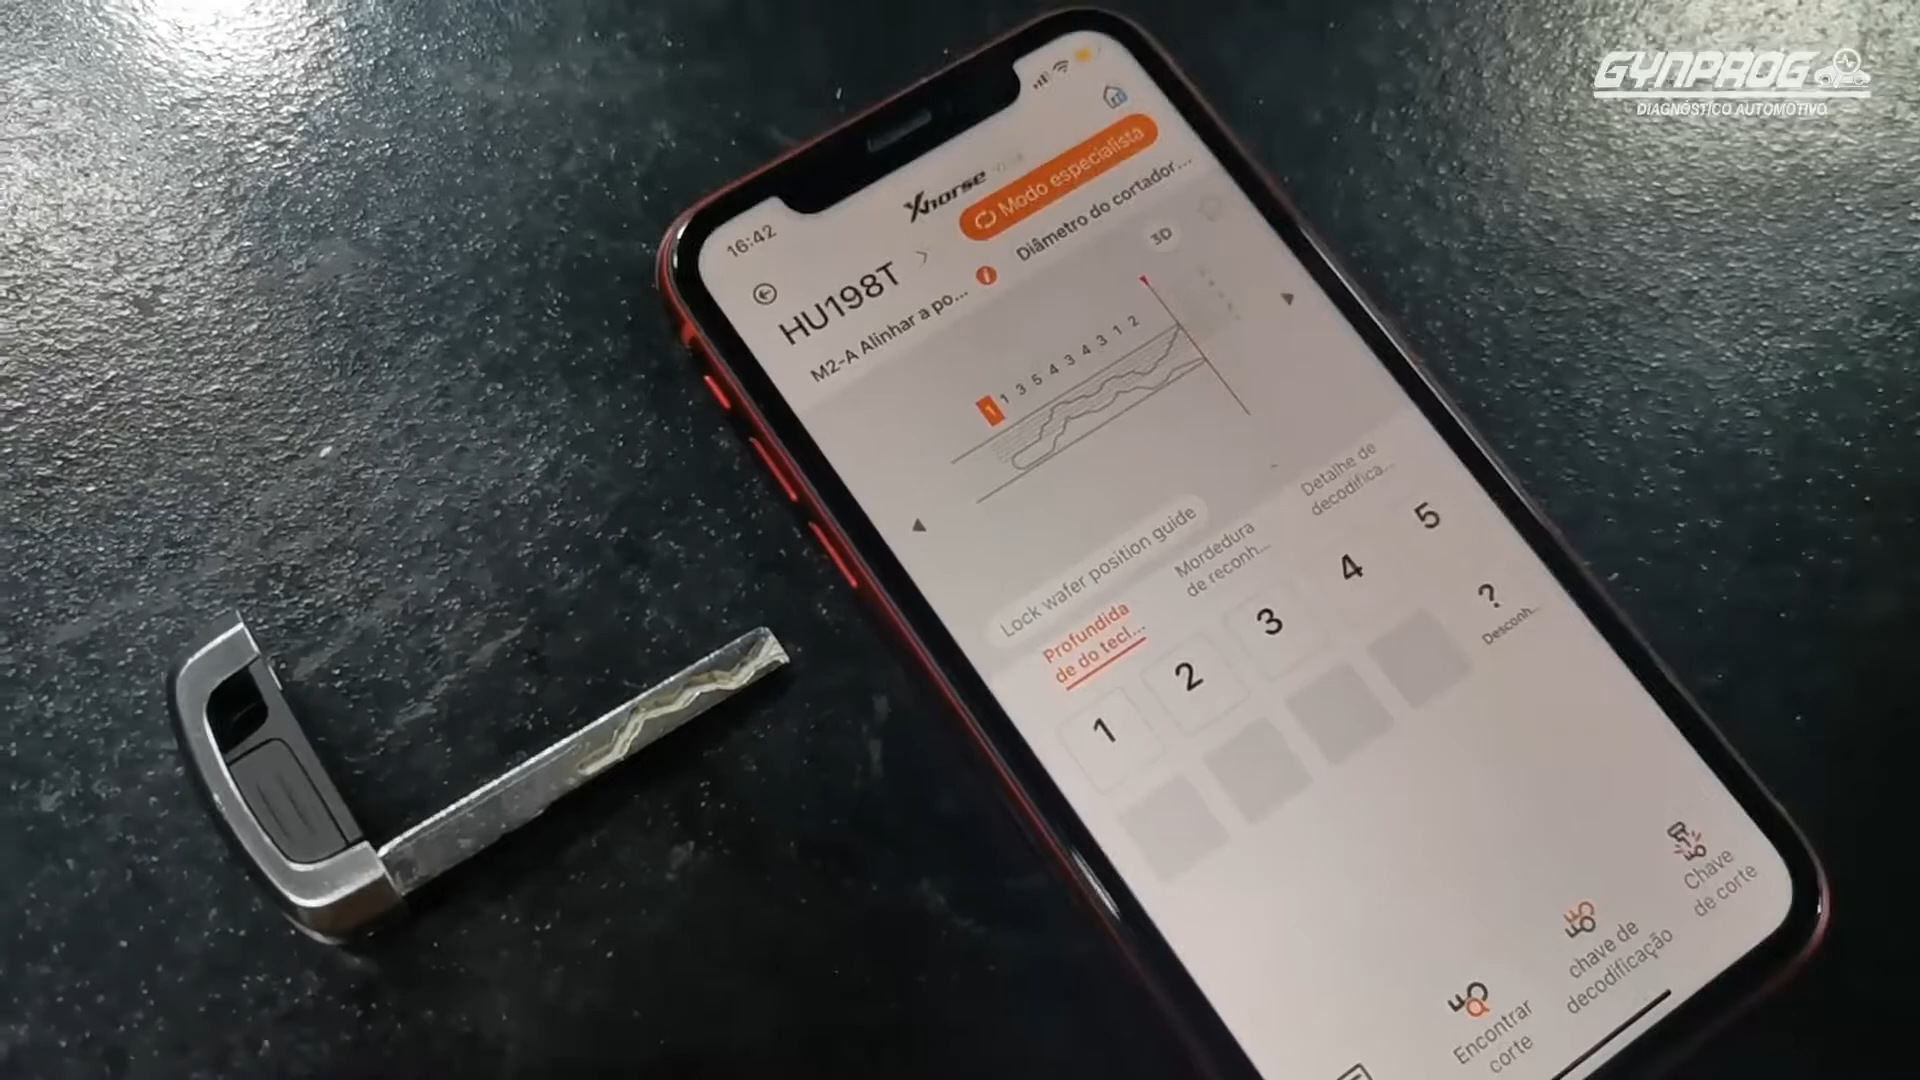 GYNPROG
DIAGNÓSTICO AUTOMOTIVO
16:42
Xhorse
Modo especialista
HU198T
M2-A Alinhar a po...
Diâmetro do cortador...
3D
1 1 3 5 4 3 4 3 1 2
Lock wafer position guide
Profundida
de do tecl...
Mordedura
de reconh...
Detalhe de
decodifica...
1 2 3 4 5
?
Desconh...
Encontrar
corte
chave de
decodificação
Chave
de corte